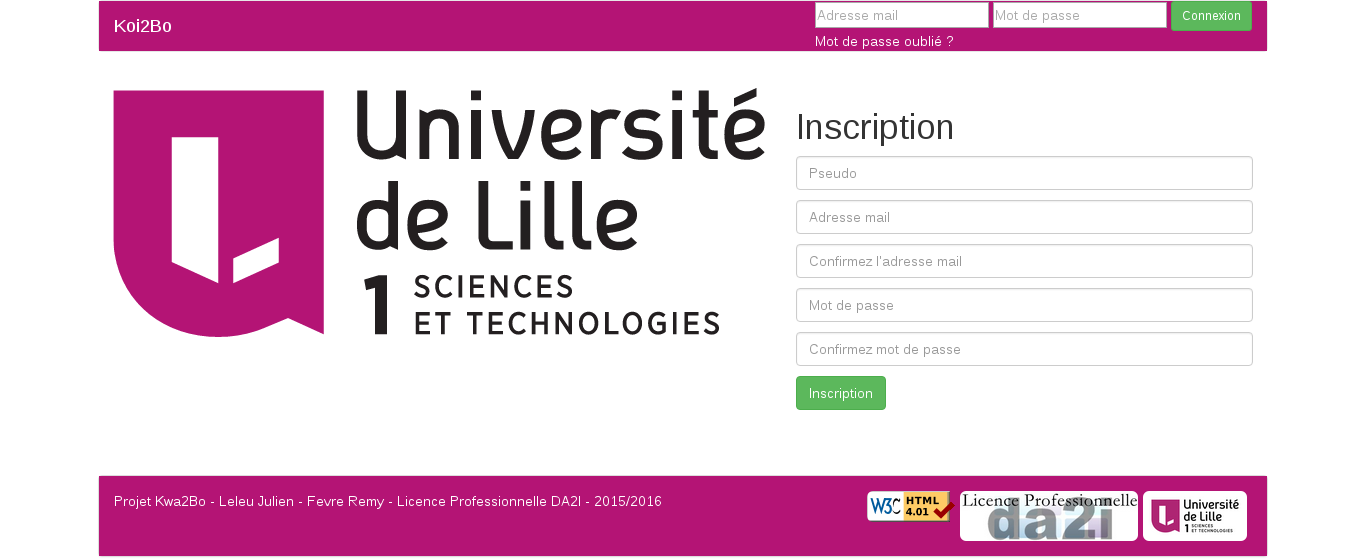 Koi2Bo
Adresse mail
Mot de passe
Connexion
Mot de passe oublié ?
Université
de Lille
1 SCIENCES
ET TECHNOLOGIES
Inscription
Pseudo
Adresse mail
Confirmez l'adresse mail
Mot de passe
Confirmez mot de passe
Inscription
Projet Kwa2Bo - Leleu Julien - Fevre Remy - Licence Professionnelle DA2I - 2015/2016
W3C HTML
4.01
Licence Professionnelle
da2i
Université
de Lille
1 SCIENCES
ET TECHNOLOGIES